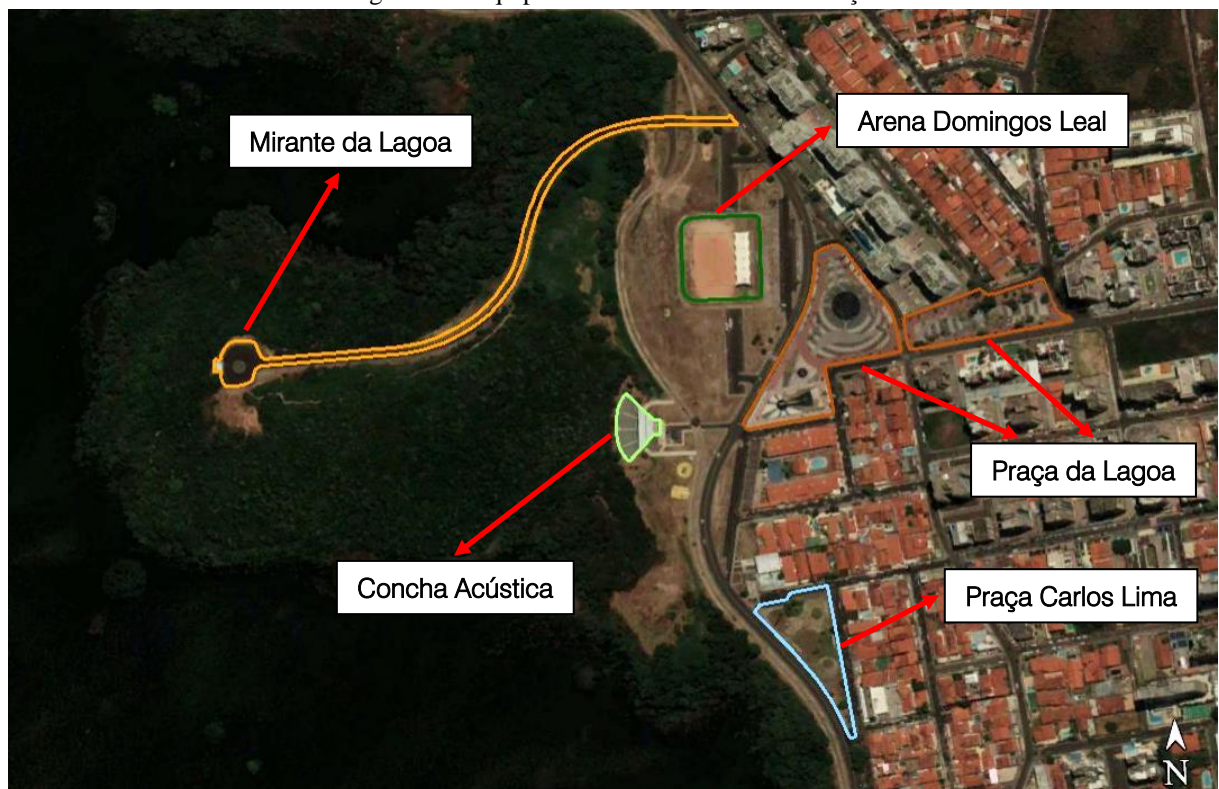 Mirante da Lagoa
Arena Domingos Leal
Praça da Lagoa
Concha Acústica
Praça Carlos Lima
N